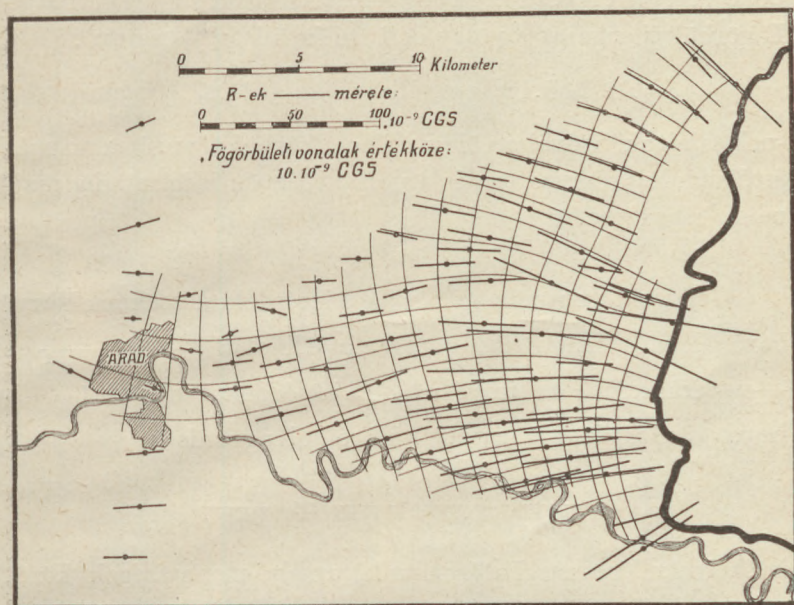 0 5 10 Kilometer
R-ek —— mérete:
0 50 100 .10⁻⁹ CGS
Főgörbületi vonalak értékköze:
10.10⁻⁹ CGS
ARAD